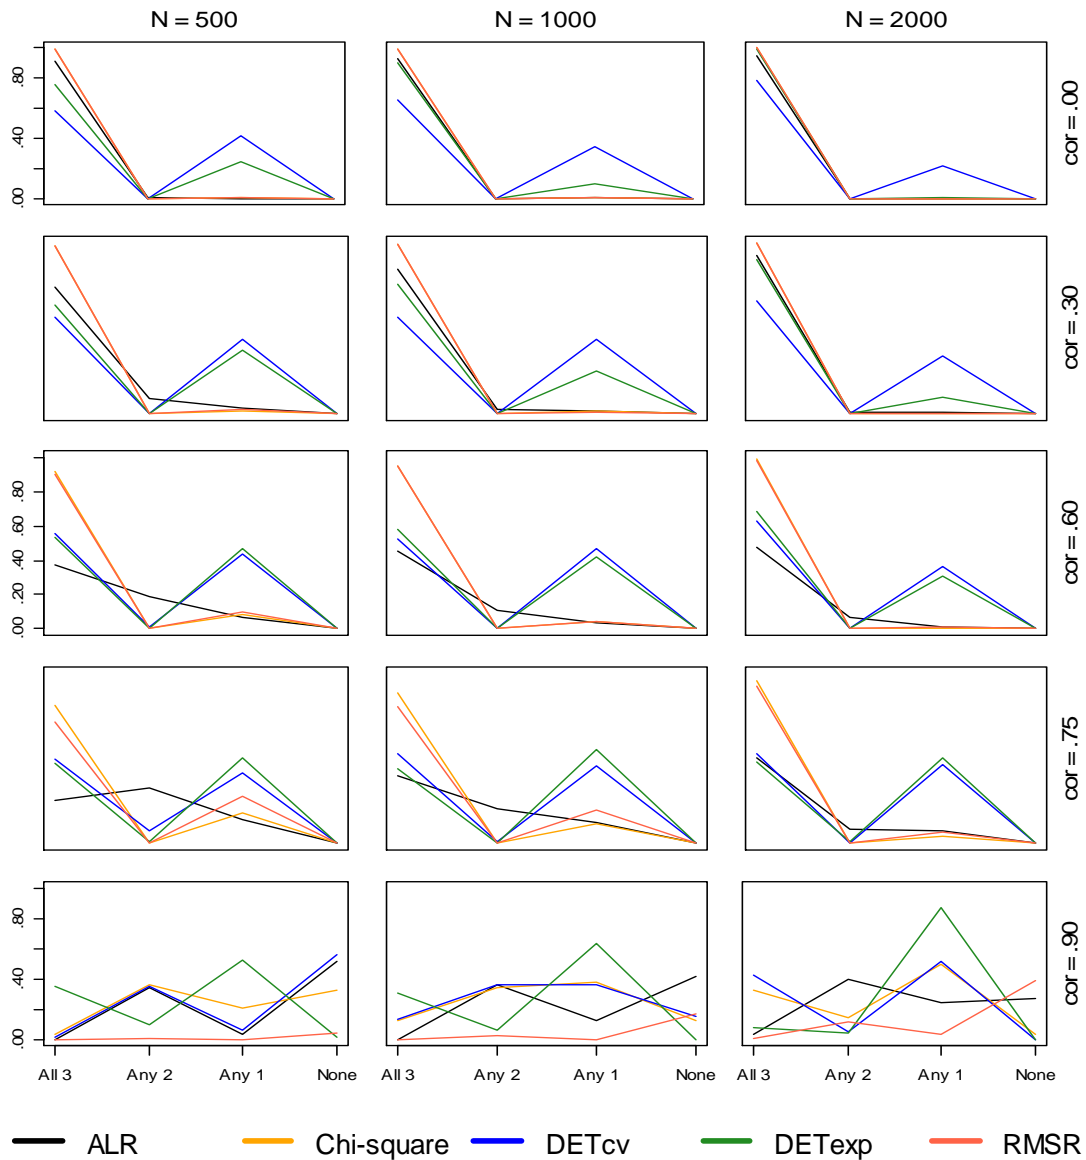 N = 500 N = 1000 N = 2000
.80
.40
.00
cor = .00
cor = .30
.80
.60
.40
.20
.00
cor = .60
cor = .75
.80
.40
.00
cor = .90
All 3 Any 2 Any 1 None All 3 Any 2 Any 1 None All 3 Any 2 Any 1 None
ALR Chi-square DETcv DETexp RMSR